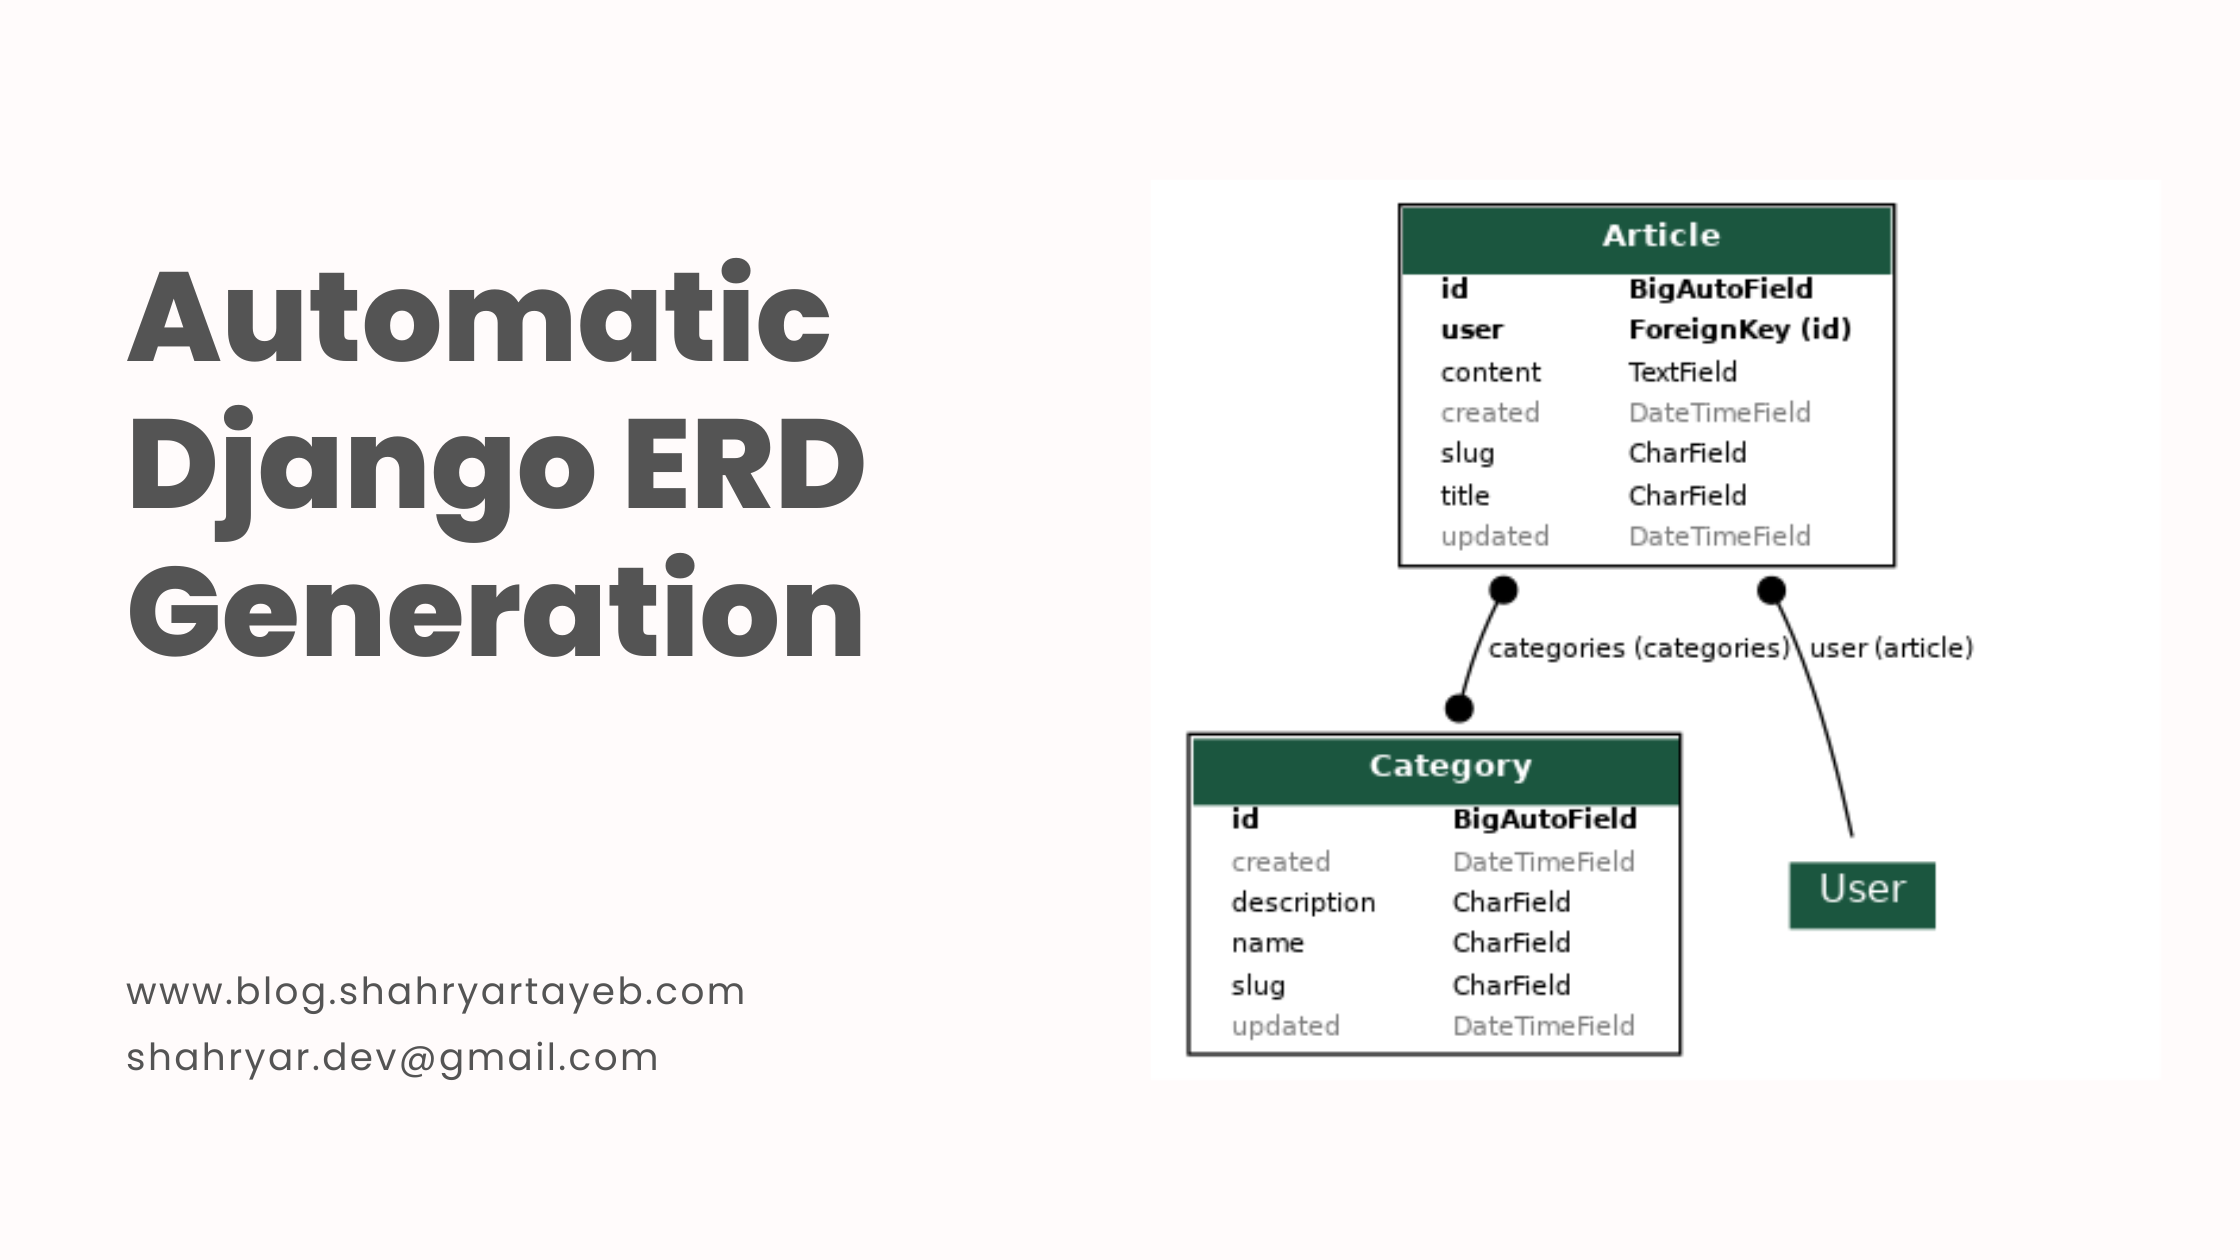 Automatic
Django ERD
Generation
www.blog.shahryartayeb.com
shahryar.dev@gmail.com
Article
id BigAutoField
user ForeignKey (id)
content TextField
created DateTimeField
slug CharField
title CharField
updated DateTimeField
categories (categories) user (article)
Category
id BigAutoField
created DateTimeField
description CharField
name CharField
slug CharField
updated DateTimeField
User